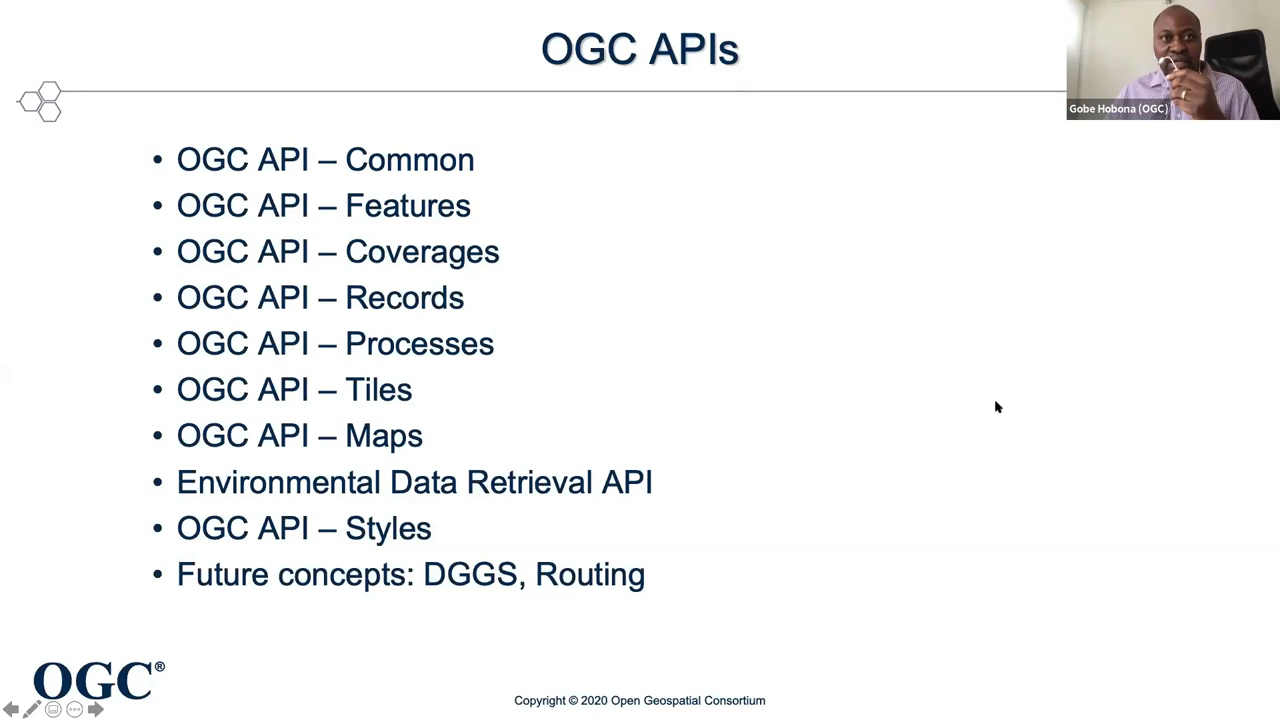 OGC APIs
Gobe Hobona (OGC)
• OGC API – Common
• OGC API – Features
• OGC API – Coverages
• OGC API – Records
• OGC API – Processes
• OGC API – Tiles
• OGC API – Maps
• Environmental Data Retrieval API
• OGC API – Styles
• Future concepts: DGGS, Routing
OGC®
Copyright © 2020 Open Geospatial Consortium